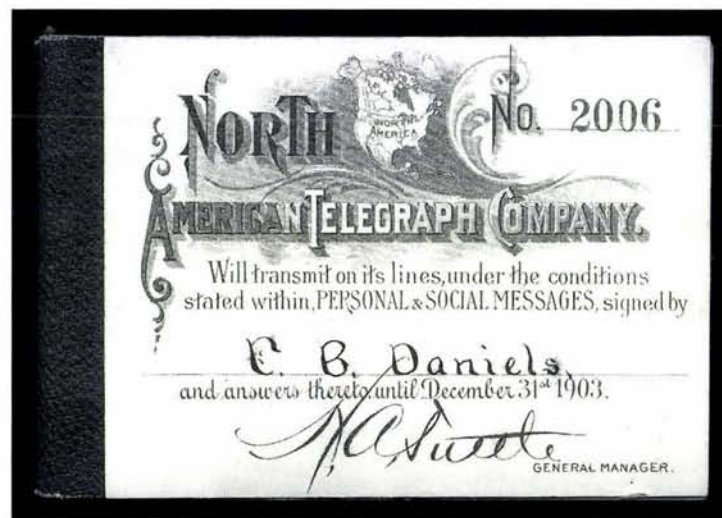 NORTH
NORTH AMERICA
No. 2006
AMERICAN TELEGRAPH COMPANY.
Will transmit on its lines, under the conditions
stated within, PERSONAL & SOCIAL MESSAGES, signed by
C. B. Daniels,
and answers thereto until December 31st 1903.
H. A. Tuttle
GENERAL MANAGER.